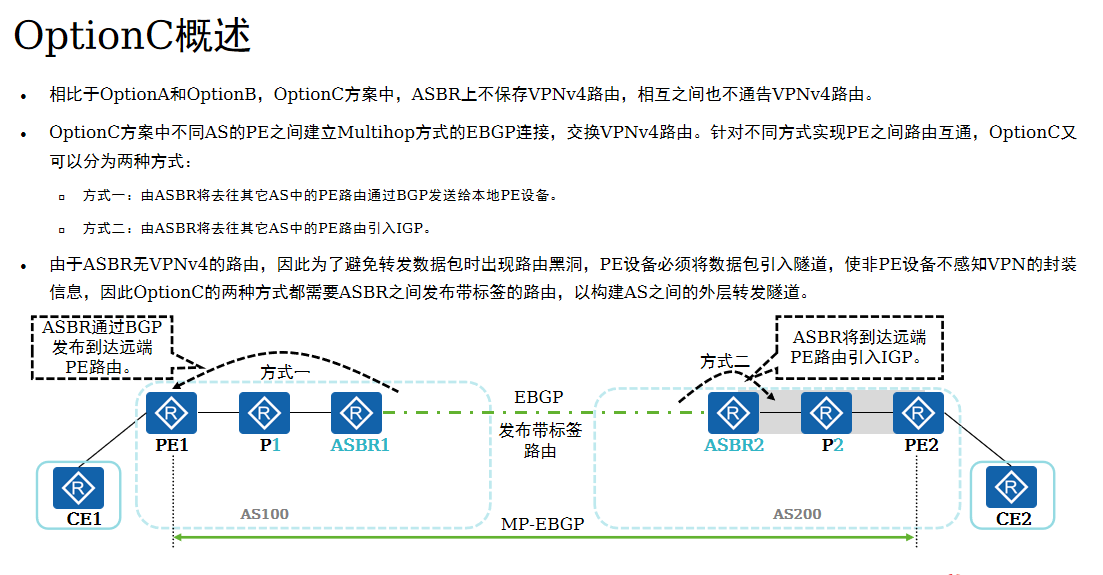 OptionC概述
• 相比于OptionA和OptionB，OptionC方案中，ASBR上不保存VPNv4路由，相互之间也不通告VPNv4路由。
• OptionC方案中不同AS的PE之间建立Multihop方式的EBGP连接，交换VPNv4路由。针对不同方式实现PE之间路由互通，OptionC又
可以分为两种方式：
▫ 方式一：由ASBR将去往其它AS中的PE路由通过BGP发送给本地PE设备。
▫ 方式二：由ASBR将去往其它AS中的PE路由引入IGP。
• 由于ASBR无VPNv4的路由，因此为了避免转发数据包时出现路由黑洞，PE设备必须将数据包引入隧道，使非PE设备不感知VPN的封装
信息，因此OptionC的两种方式都需要ASBR之间发布带标签的路由，以构建AS之间的外层转发隧道。
ASBR通过BGP
发布到达远端
PE路由。
方式一
方式二
ASBR将到达远端
PE路由引入IGP。
EBGP
发布带标签
路由
R
R
R
R
R
R
PE1
P1
ASBR1
ASBR2
P2
PE2
R
CE1
R
CE2
AS100
AS200
MP-EBGP